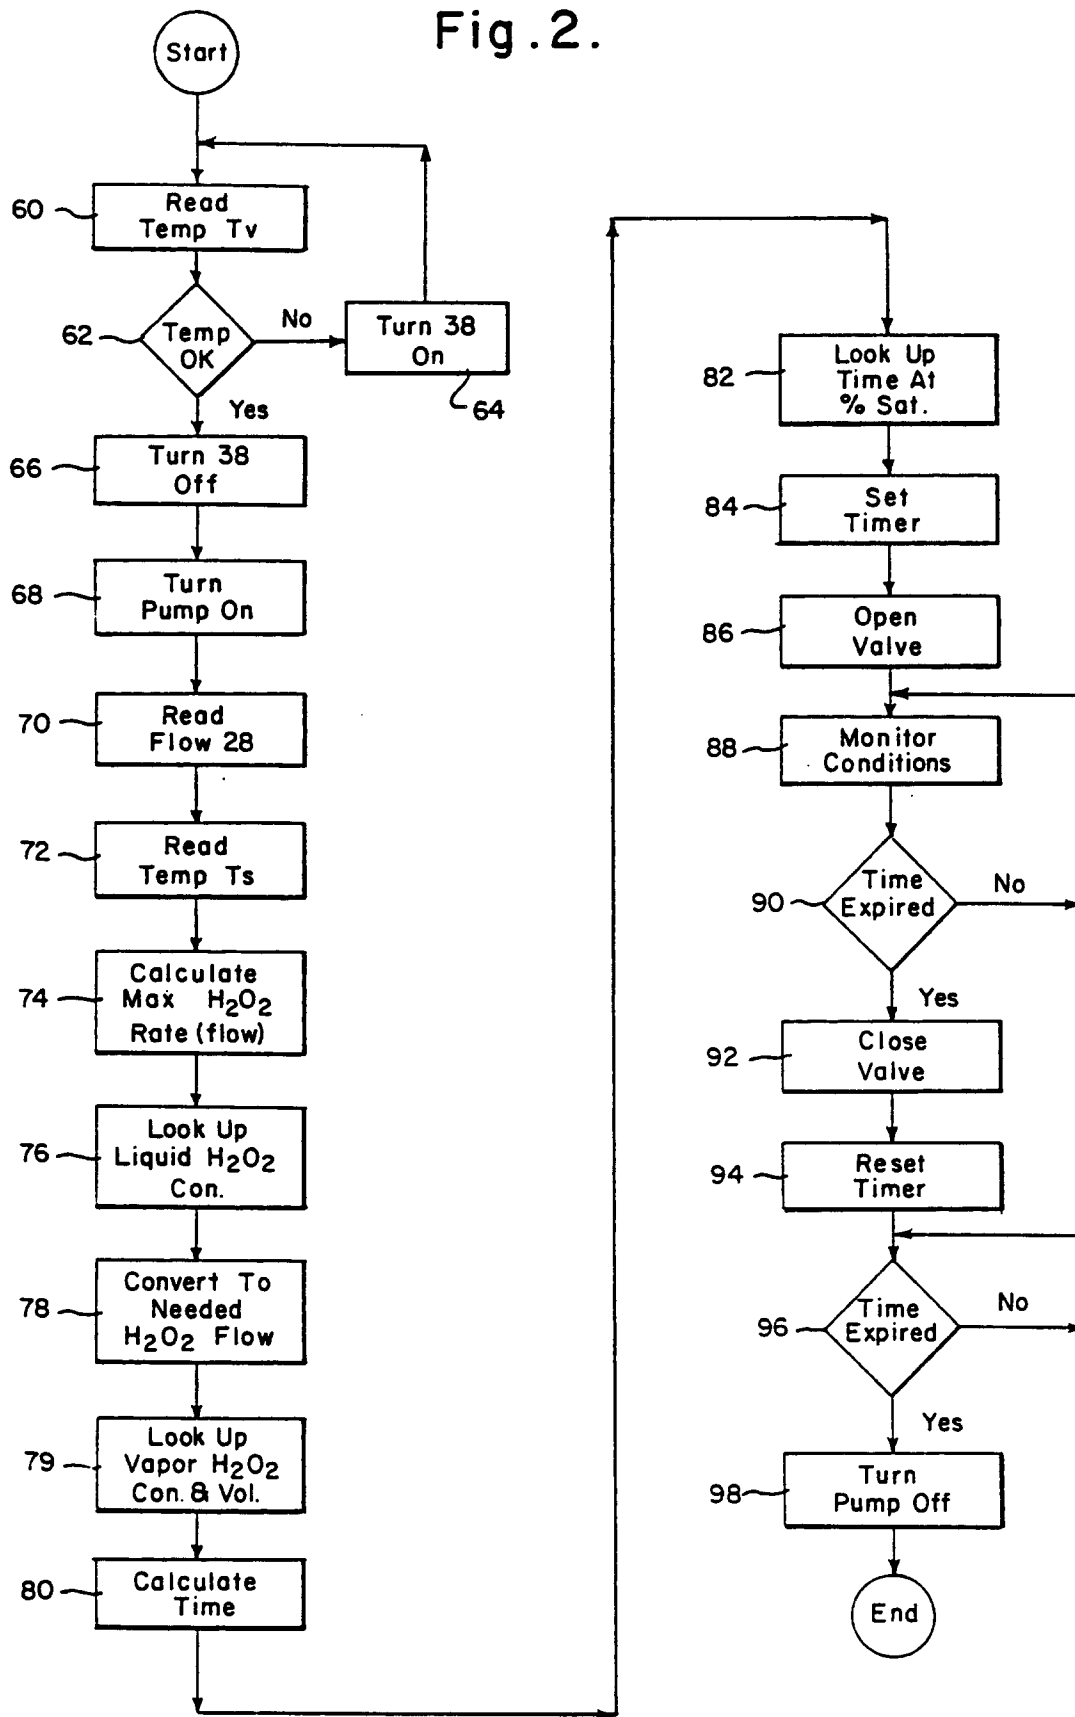 Fig.2.
Start
60
Read
Temp Tv
62
Temp
OK
No
Turn 38
On
64
Yes
66
Turn 38
Off
68
Turn
Pump On
70
Read
Flow 28
72
Read
Temp Ts
74
Calculate
Max H₂O₂
Rate (flow)
76
Look Up
Liquid H₂O₂
Con.
78
Convert To
Needed
H₂O₂ Flow
79
Look Up
Vapor H₂O₂
Con. & Vol.
80
Calculate
Time
82
Look Up
Time At
% Sat.
84
Set
Timer
86
Open
Valve
88
Monitor
Conditions
90
Time
Expired
No
Yes
92
Close
Valve
94
Reset
Timer
96
Time
Expired
No
Yes
98
Turn
Pump Off
End